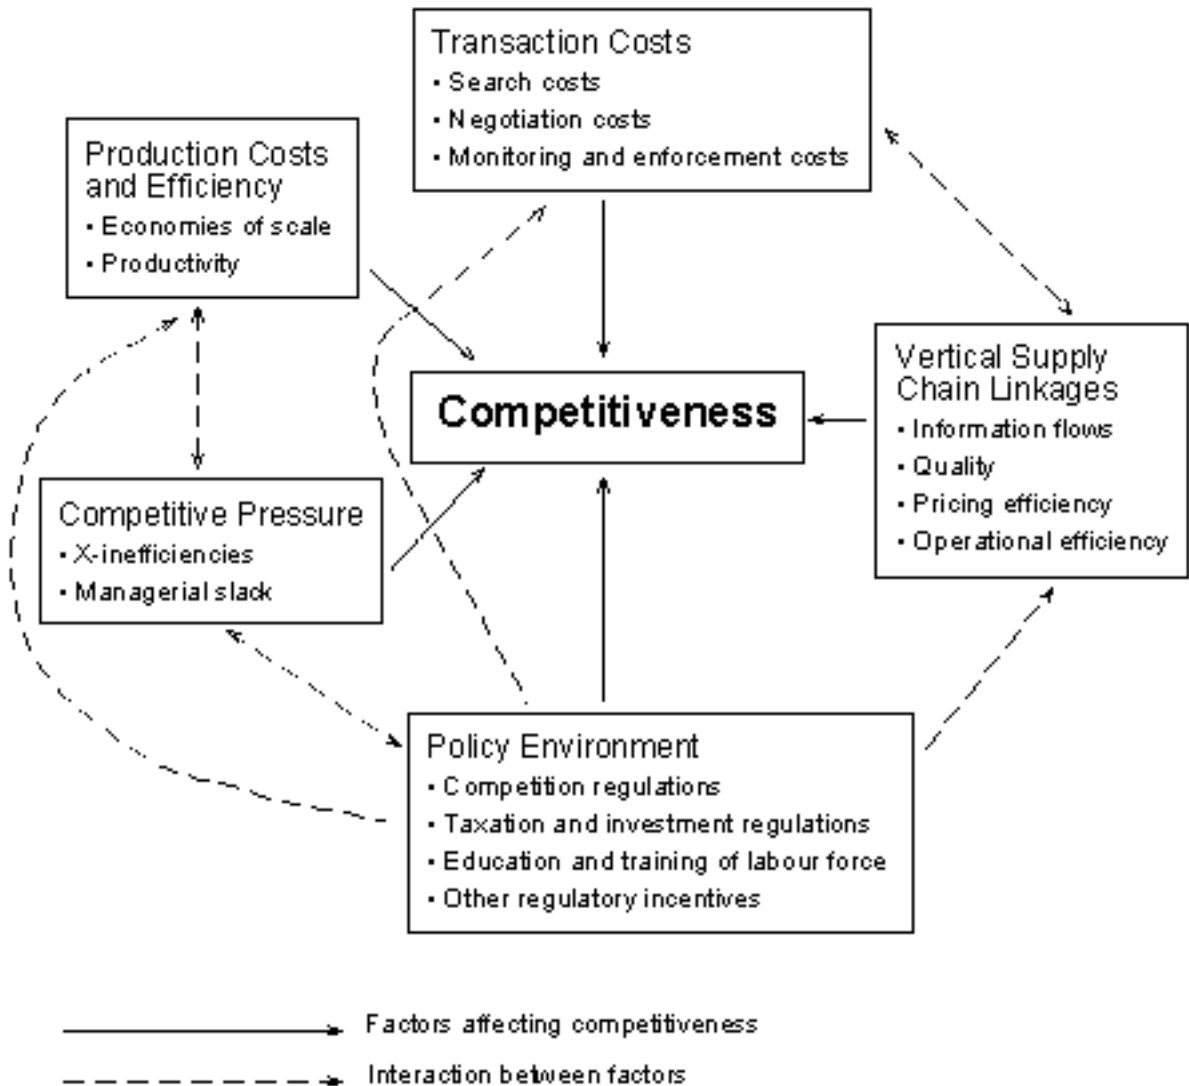 Transaction Costs
• Search costs
• Negotiation costs
• Monitoring and enforcement costs
Production Costs
and Efficiency
• Economies of scale
• Productivity
Competitiveness
Vertical Supply
Chain Linkages
• Information flows
• Quality
• Pricing efficiency
• Operational efficiency
Competitive Pressure
• X-inefficiencies
• Managerial slack
Policy Environment
• Competition regulations
• Taxation and investment regulations
• Education and training of labour force
• Other regulatory incentives
Factors affecting competitiveness
Interaction between factors